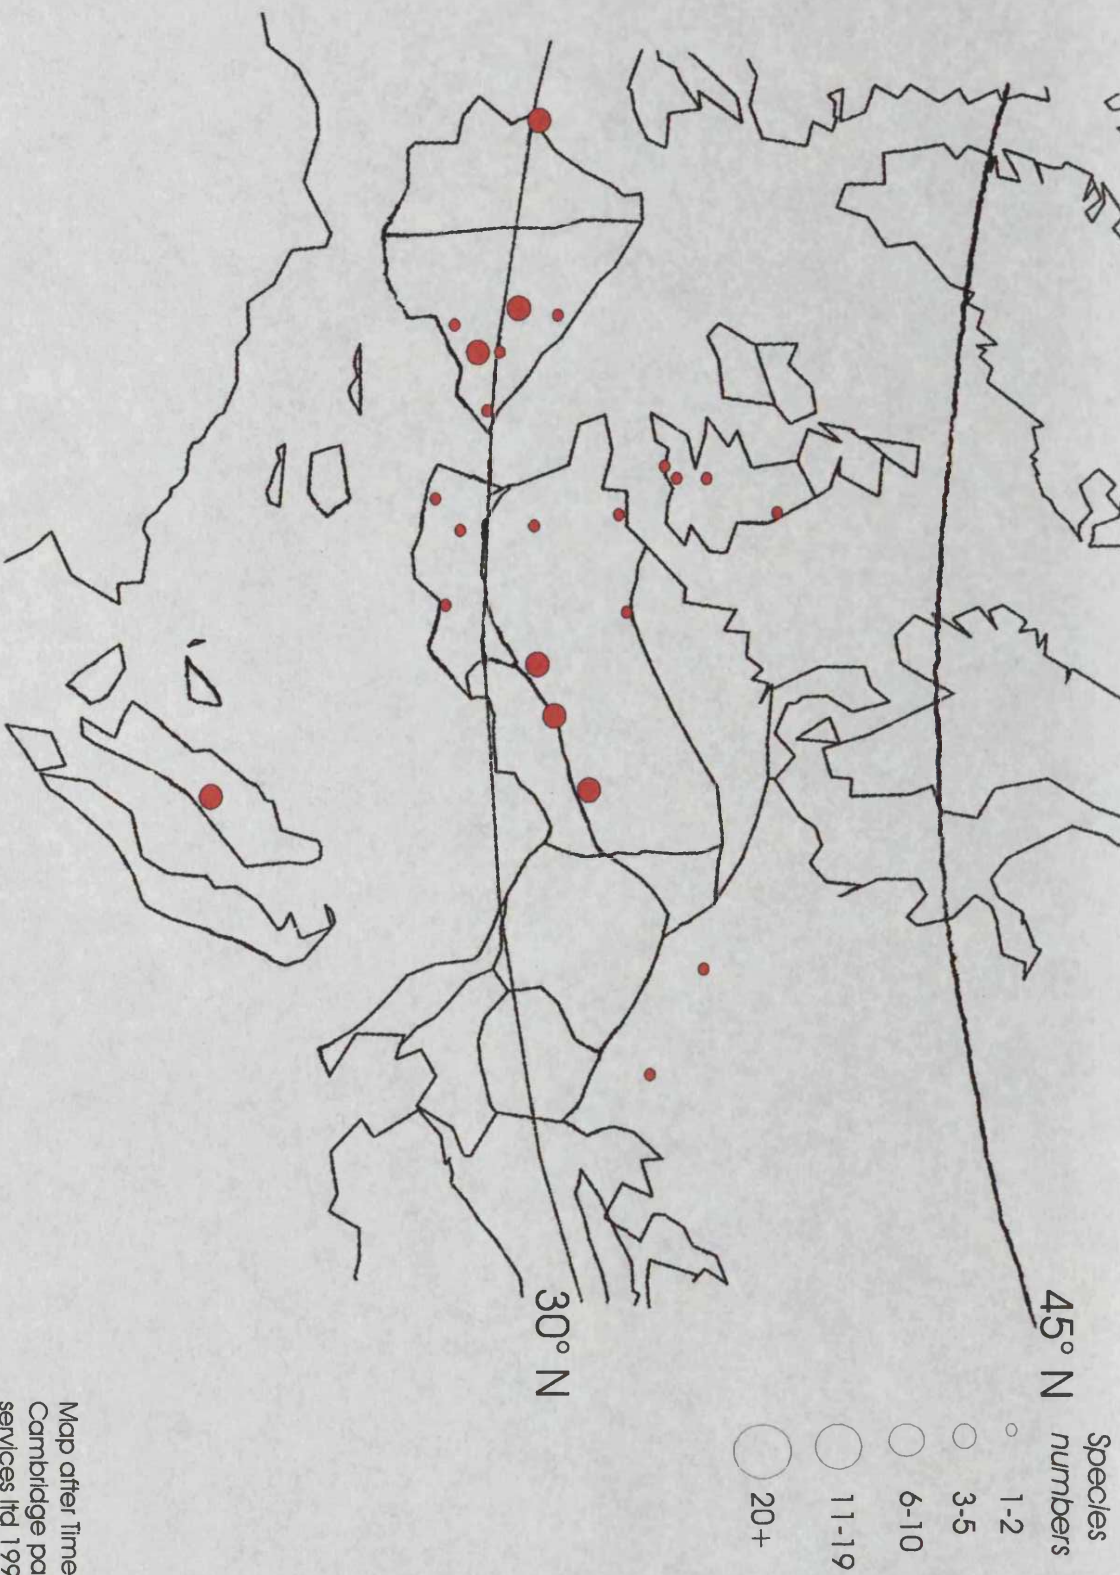 45° N
30° N
Species
numbers
1-2
3-5
6-10
11-19
20+
Map after Time
Cambridge pa
services ltd 199